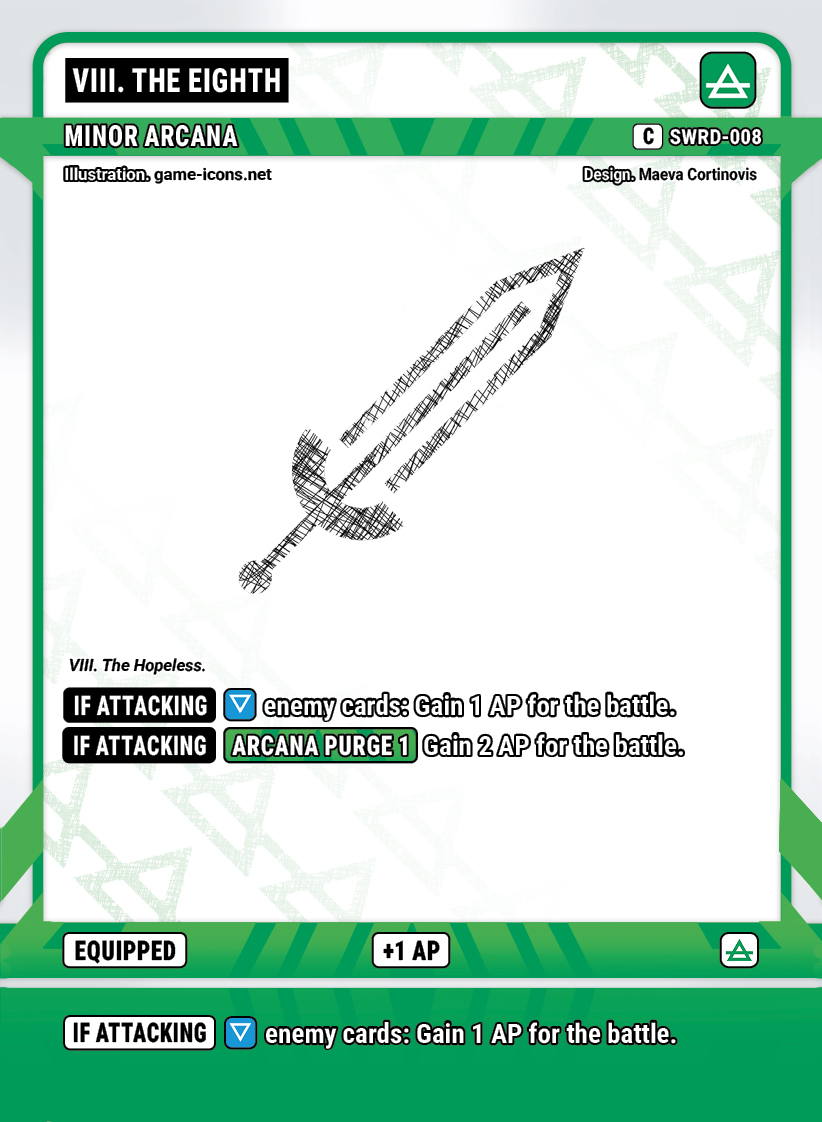 VIII. THE EIGHTH
MINOR ARCANA
C SWRD-008
Illustration. game-icons.net
Design. Maeva Cortinovis
VIII. The Hopeless.
IF ATTACKING enemy cards: Gain 1 AP for the battle.
IF ATTACKING ARCANA PURGE 1 Gain 2 AP for the battle.
EQUIPPED
+1 AP
IF ATTACKING enemy cards: Gain 1 AP for the battle.